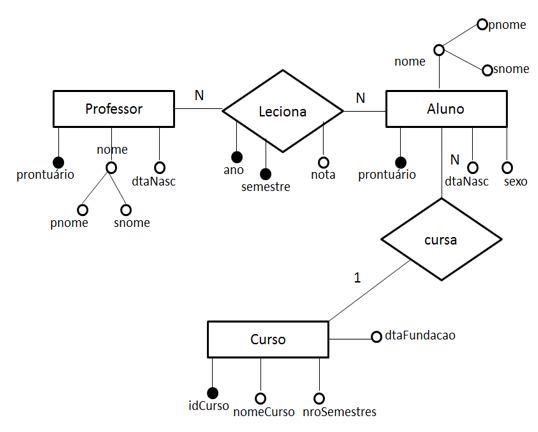 pnome
nome
snome
N
N
Professor
Leciona
Aluno
nome
ano
nota
N
prontuário
dtaNasc
semestre
prontuário
dtaNasc
sexo
pnome
snome
cursa
1
Curso
dtaFundacao
idCurso
nomeCurso
nroSemestres